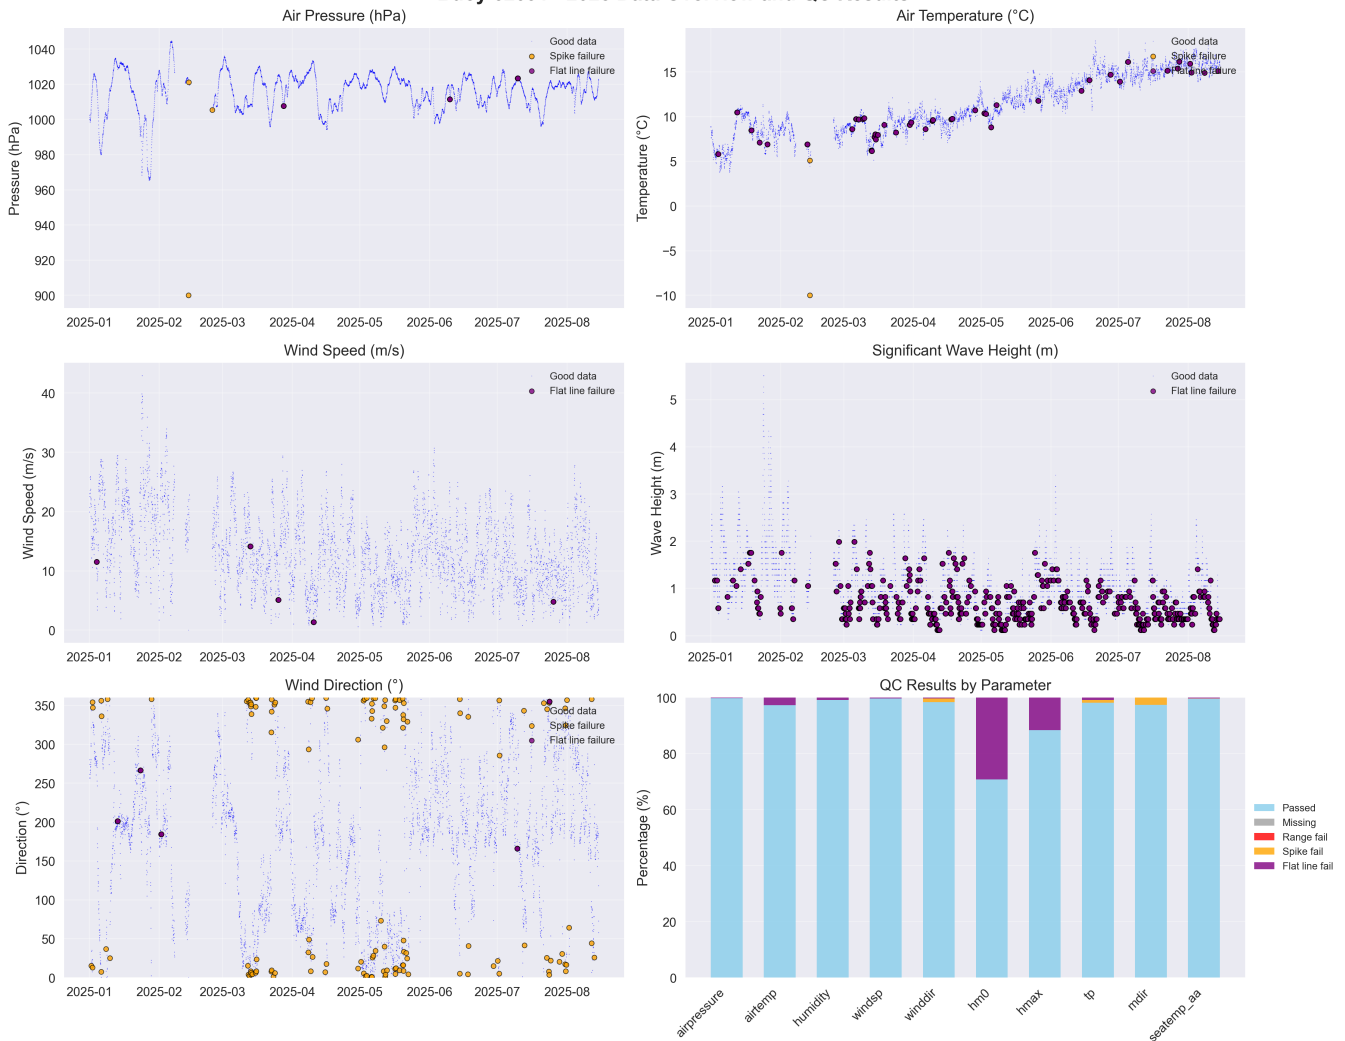 Air Pressure (hPa)
Pressure (hPa)
1040
1020
1000
980
960
940
920
900
2025-01 2025-02 2025-03 2025-04 2025-05 2025-06 2025-07 2025-08
Good data
Spike failure
Flat line failure
Air Temperature (°C)
Temperature (°C)
15
10
5
0
−5
−10
2025-01 2025-02 2025-03 2025-04 2025-05 2025-06 2025-07 2025-08
Good data
Spike failure
Flat line failure
Wind Speed (m/s)
Wind Speed (m/s)
40
30
20
10
0
2025-01 2025-02 2025-03 2025-04 2025-05 2025-06 2025-07 2025-08
Good data
Flat line failure
Significant Wave Height (m)
Wave Height (m)
5
4
3
2
1
0
2025-01 2025-02 2025-03 2025-04 2025-05 2025-06 2025-07 2025-08
Good data
Flat line failure
Wind Direction (°)
Direction (°)
350
300
250
200
150
100
50
0
2025-01 2025-02 2025-03 2025-04 2025-05 2025-06 2025-07 2025-08
Good data
Spike failure
Flat line failure
QC Results by Parameter
Percentage (%)
100
80
60
40
20
0
airpressure
airtemp
humidity
windsp
winddir
hm0
hmax
tp
mdir
seatemp_aa
Passed
Missing
Range fail
Spike fail
Flat line fail